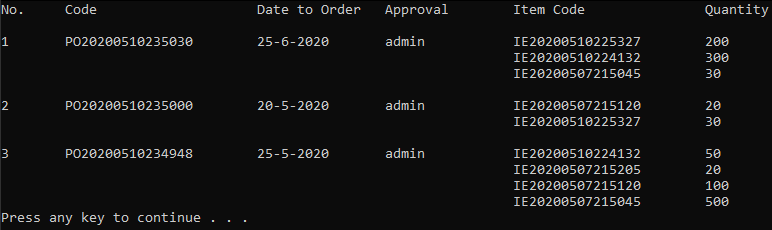 No. Code Date to Order Approval Item Code Quantity
1 PO20200510235030 25-6-2020 admin IE20200510225327 200
IE20200510224132 300
IE20200507215045 30
2 PO20200510235000 20-5-2020 admin IE20200507215120 20
IE20200510225327 30
3 PO20200510234948 25-5-2020 admin IE20200510224132 50
IE20200507215205 20
IE20200507215120 100
IE20200507215045 500
Press any key to continue . . .